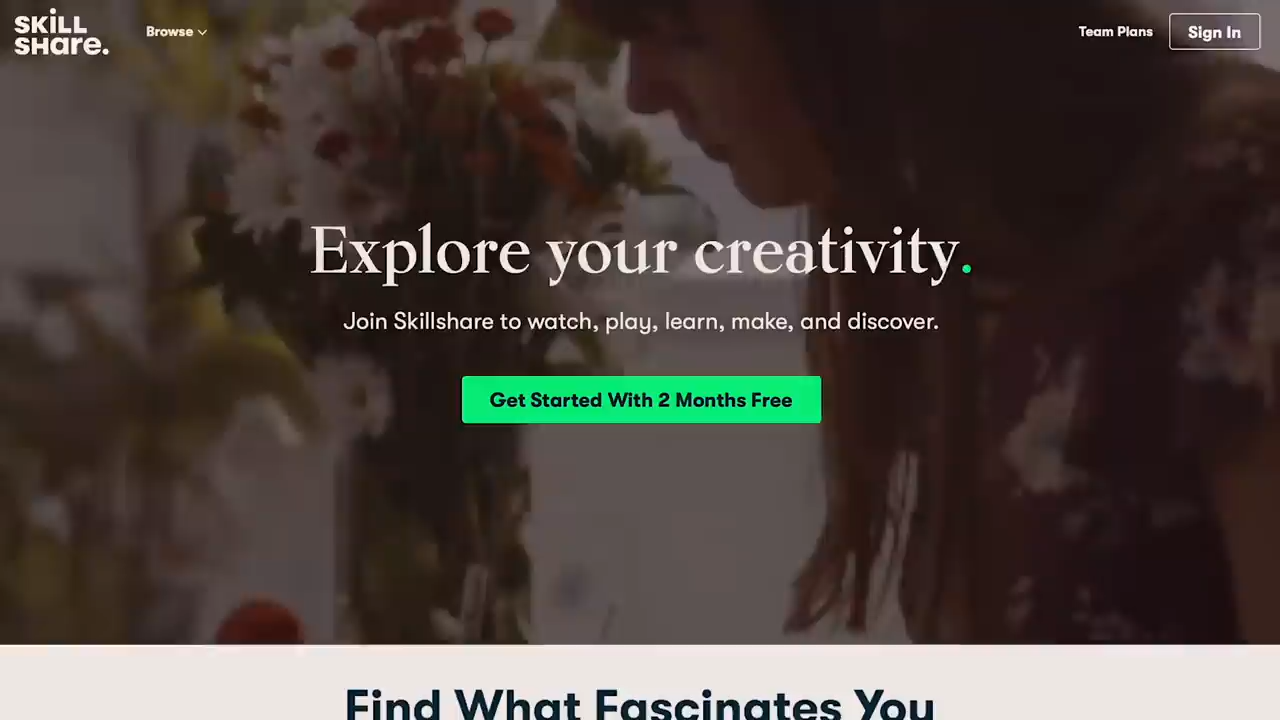 SKILL
SHare.
Browse
Team Plans
Sign In
Explore your creativity.
Join Skillshare to watch, play, learn, make, and discover.
Get Started With 2 Months Free
Find What Fascinates You